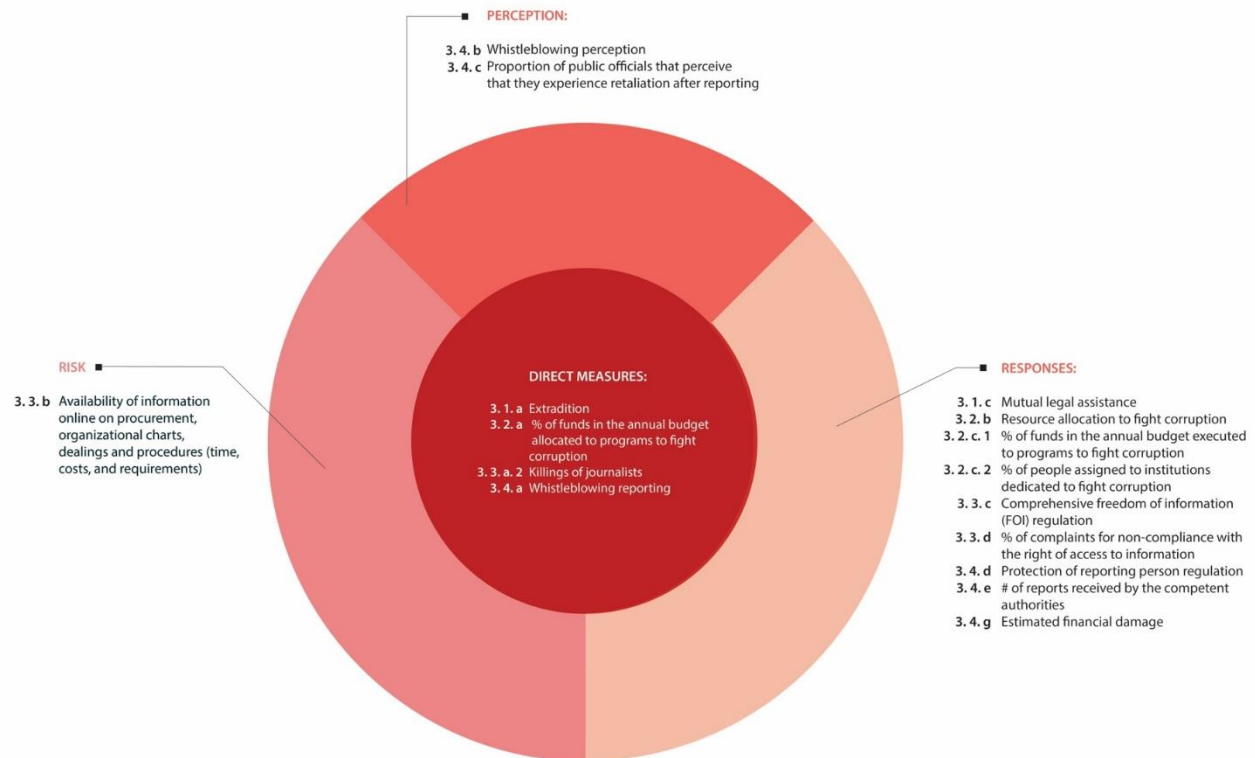 PERCEPTION:
3. 4. b Whistleblowing perception
3. 4. c Proportion of public officials that perceive
that they experience retaliation after reporting
RISK
3. 3. b Availability of information
online on procurement,
organizational charts,
dealings and procedures (time,
costs, and requirements)
DIRECT MEASURES:
3. 1. a Extradition
3. 2. a % of funds in the annual budget
allocated to programs to fight
corruption
3. 3. a. 2 Killings of journalists
3. 4. a Whistleblowing reporting
RESPONSES:
3. 1. c Mutual legal assistance
3. 2. b Resource allocation to fight corruption
3. 2. c. 1 % of funds in the annual budget executed
to programs to fight corruption
3. 2. c. 2 % of people assigned to institutions
dedicated to fight corruption
3. 3. c Comprehensive freedom of information
(FOI) regulation
3. 3. d % of complaints for non-compliance with
the right of access to information
3. 4. d Protection of reporting person regulation
3. 4. e # of reports received by the competent
authorities
3. 4. g Estimated financial damage